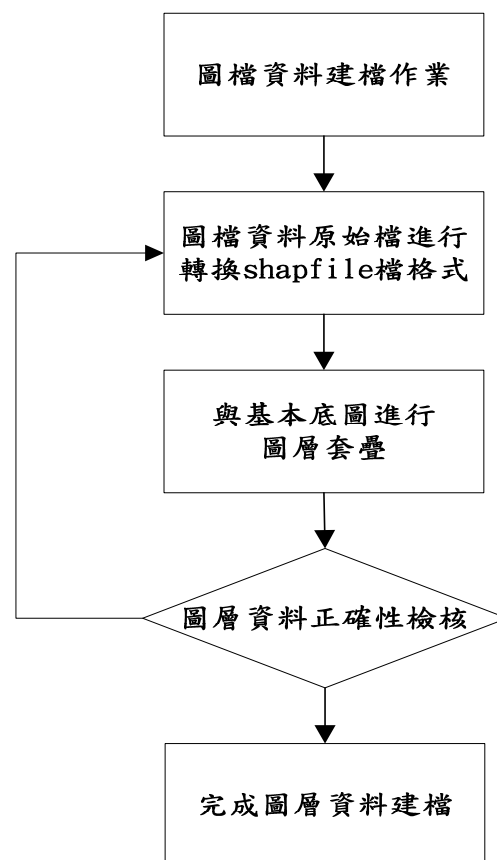 圖檔資料建檔作業
圖檔資料原始檔進行
轉換shapfile檔格式
與基本底圖進行
圖層套疊
圖層資料正確性檢核
完成圖層資料建檔